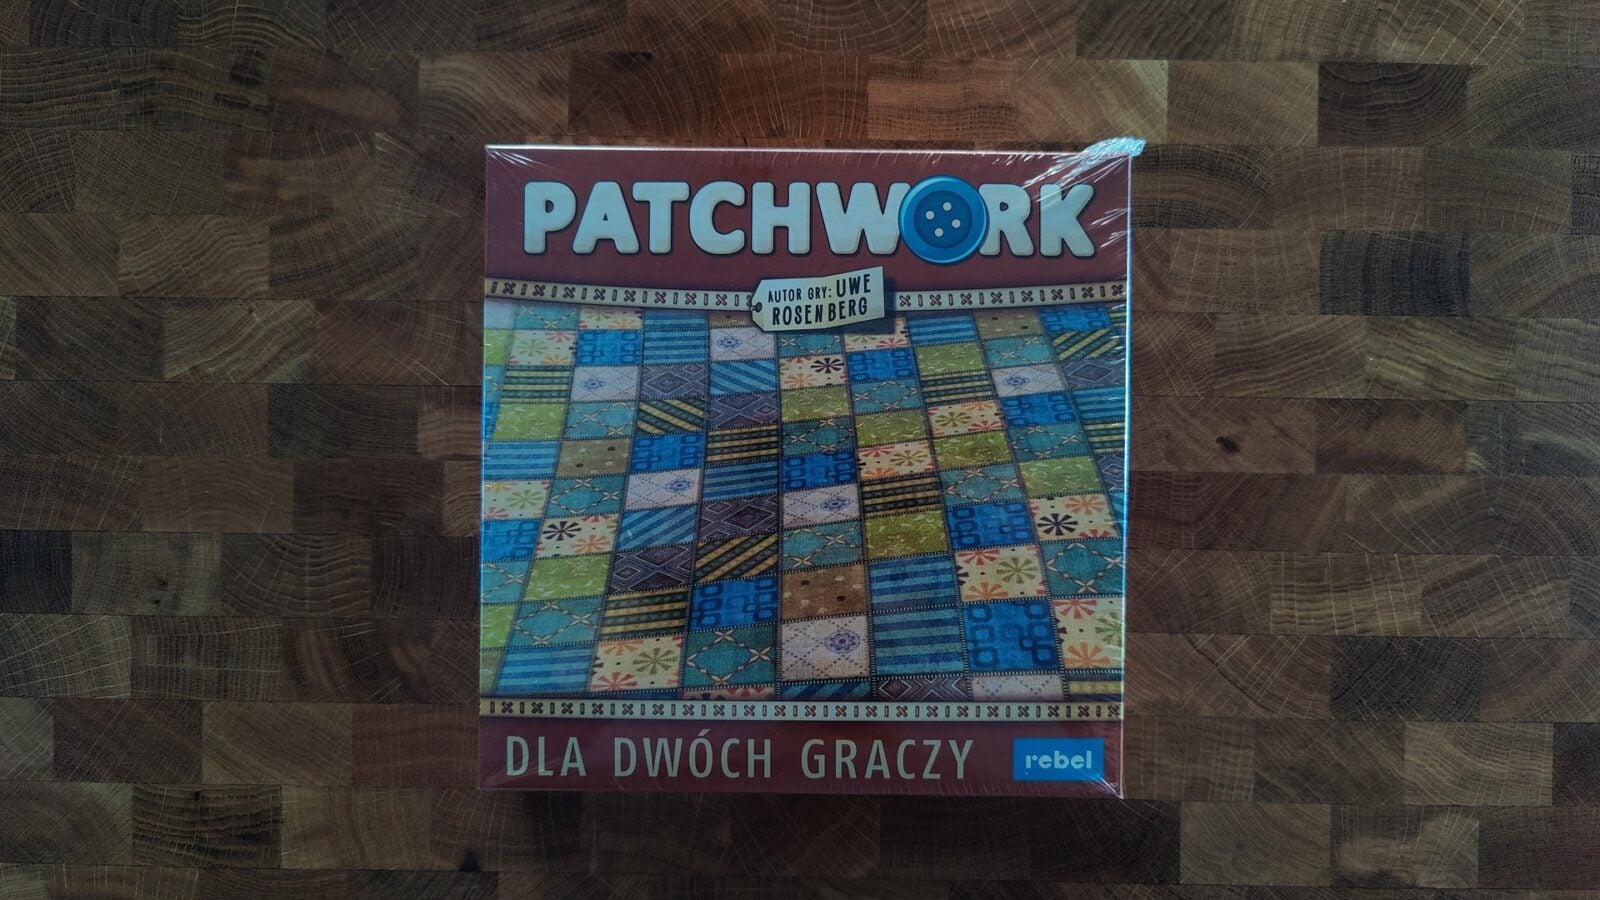 PATCHWORK
AUTOR GRY: UWE
ROSENBERG
DLA DWÓCH GRACZY
rebel